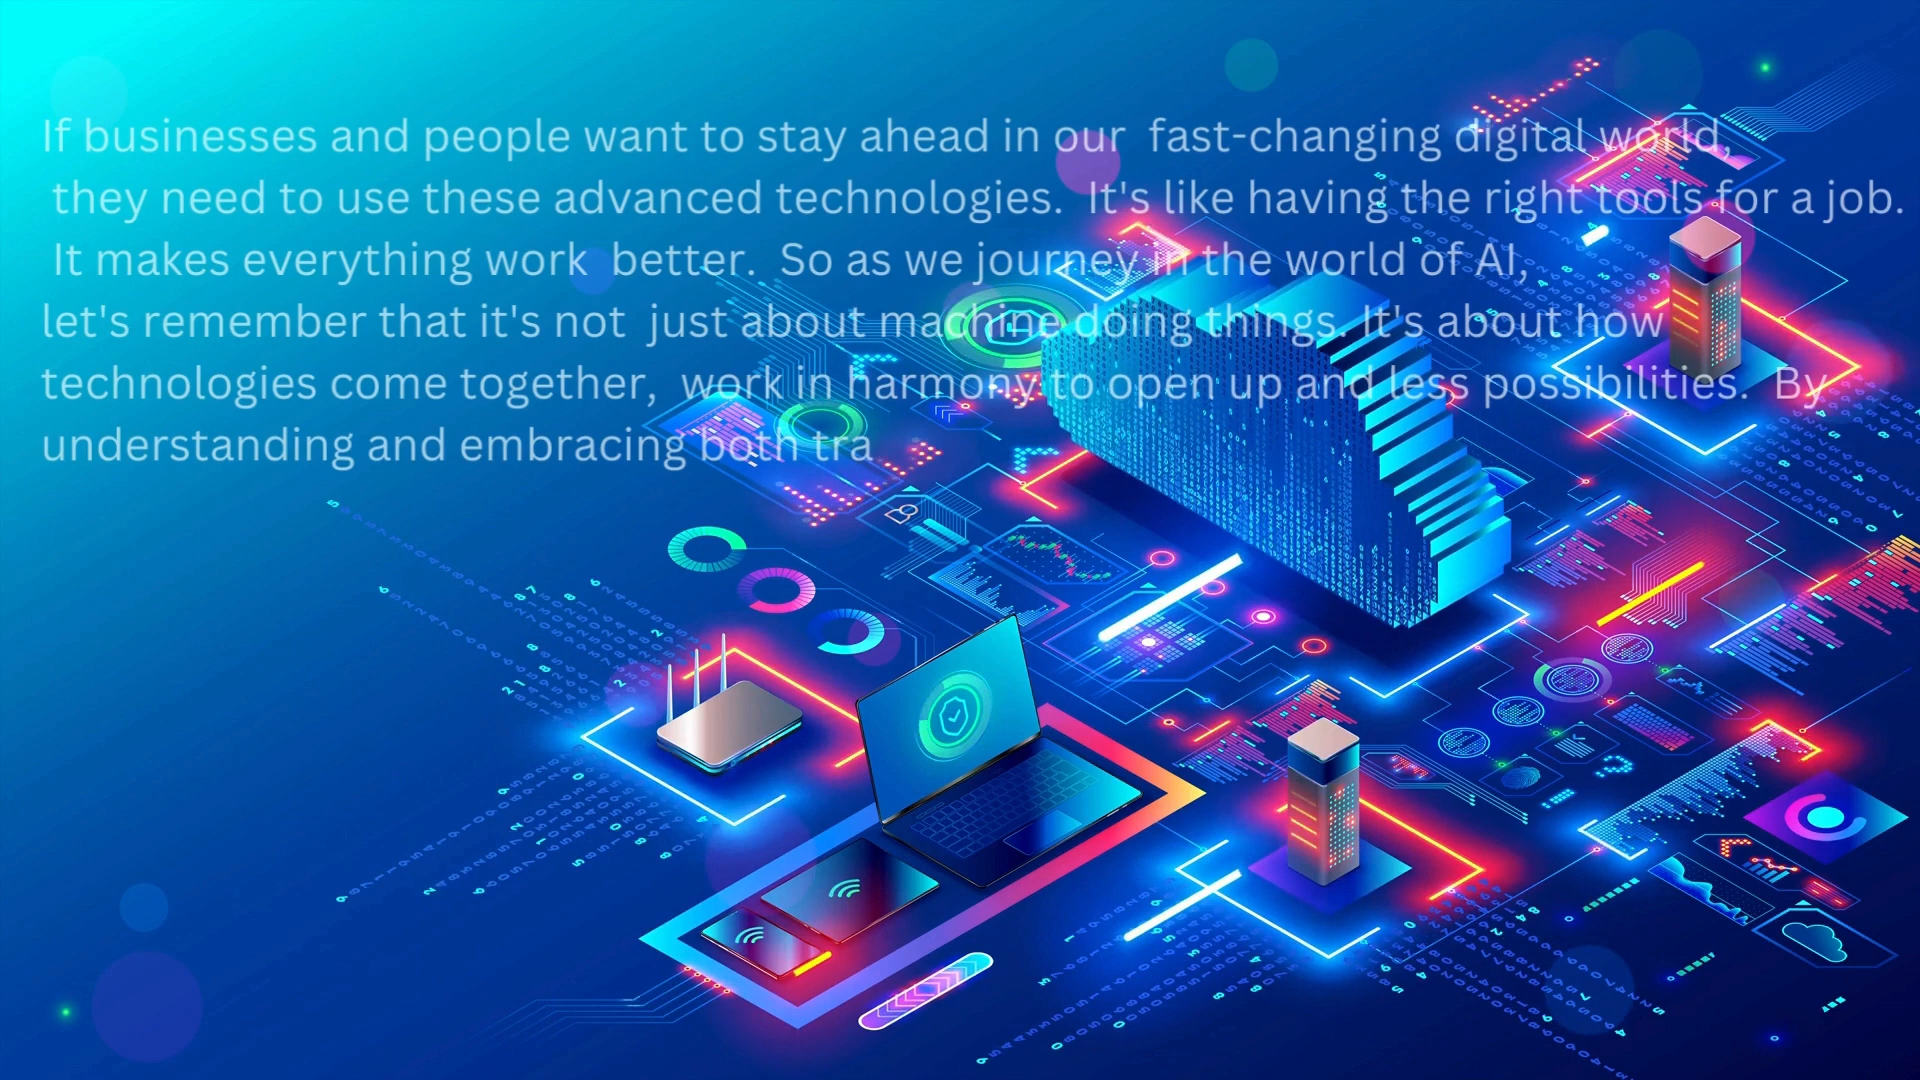 If businesses and people want to stay ahead in our fast-changing digital world,
they need to use these advanced technologies. It's like having the right tools for a job.
It makes everything work better. So as we journey in the world of AI,
let's remember that it's not just about machine doing things. It's about how
technologies come together, work in harmony to open up and less possibilities. By
understanding and embracing both tra